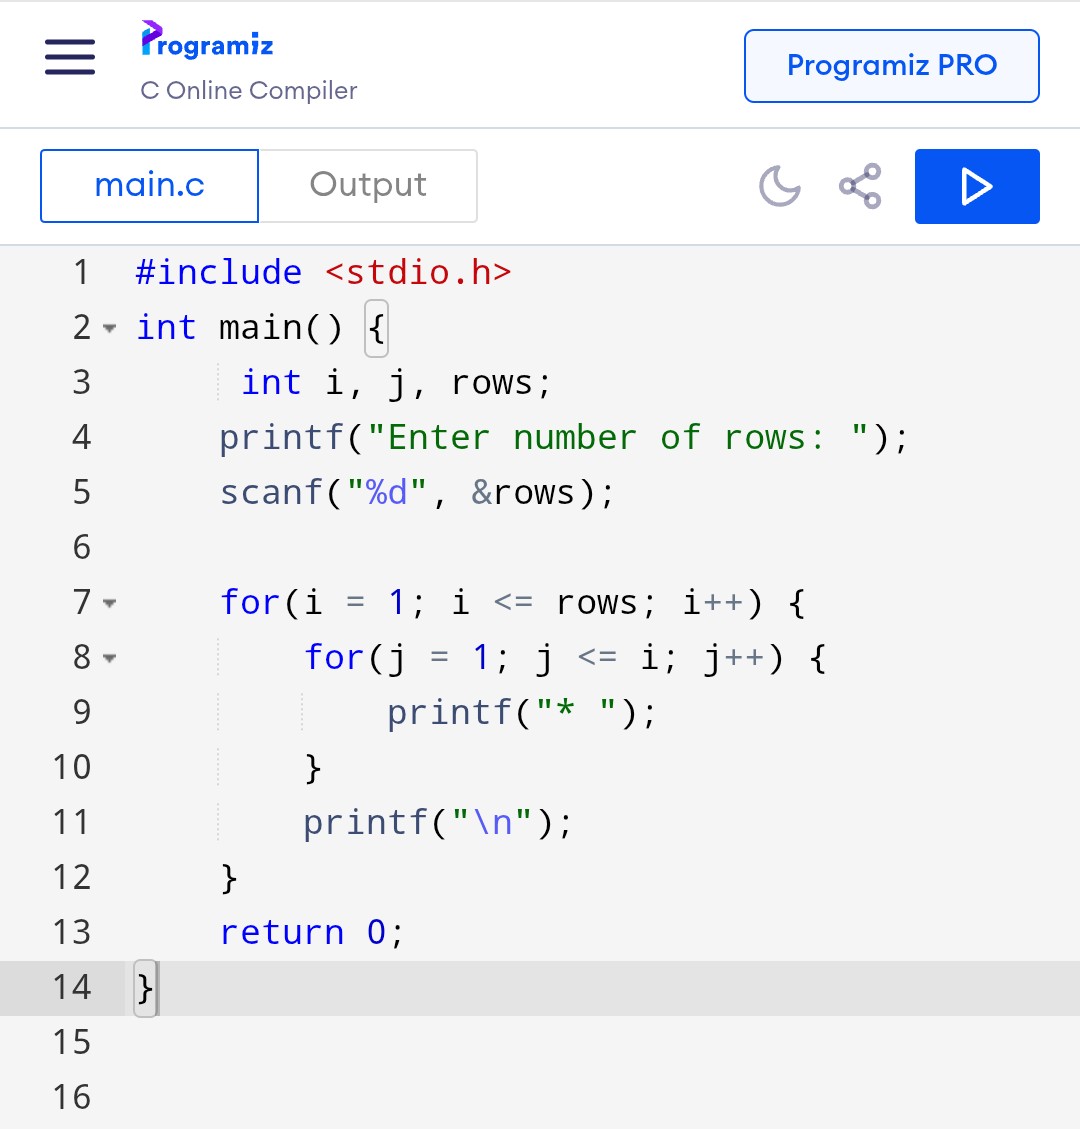 Programiz
C Online Compiler
Programiz PRO
main.c
Output
1 #include <stdio.h>
2 int main() {
3      int i, j, rows;
4     printf("Enter number of rows: ");
5     scanf("%d", &rows);
6
7     for(i = 1; i <= rows; i++) {
8         for(j = 1; j <= i; j++) {
9             printf("* ");
10         }
11         printf("\n");
12     }
13     return 0;
14 }
15
16